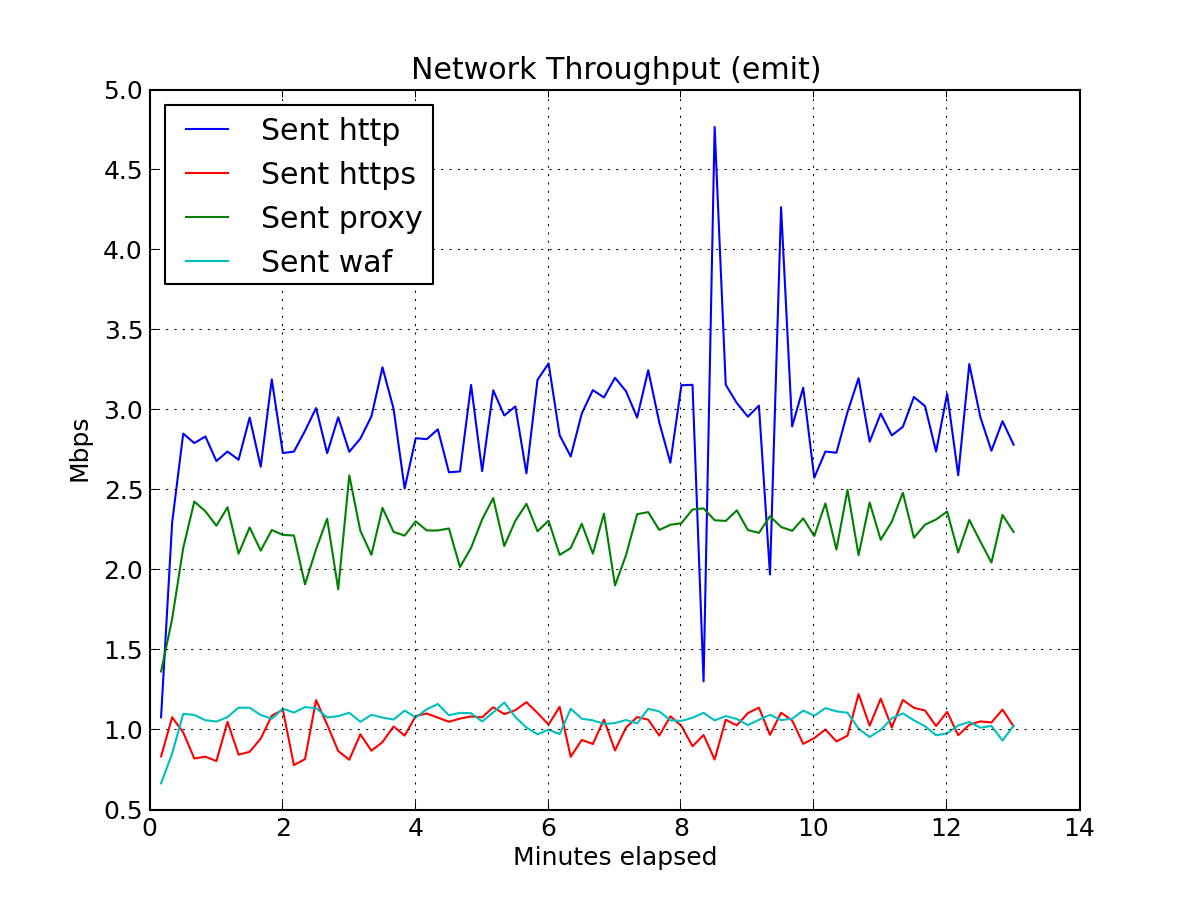 Network Throughput (emit)
5.0
4.5
4.0
3.5
3.0
2.5
2.0
1.5
1.0
0.5
Mbps
Sent http
Sent https
Sent proxy
Sent waf
0 2 4 6 8 10 12 14
Minutes elapsed